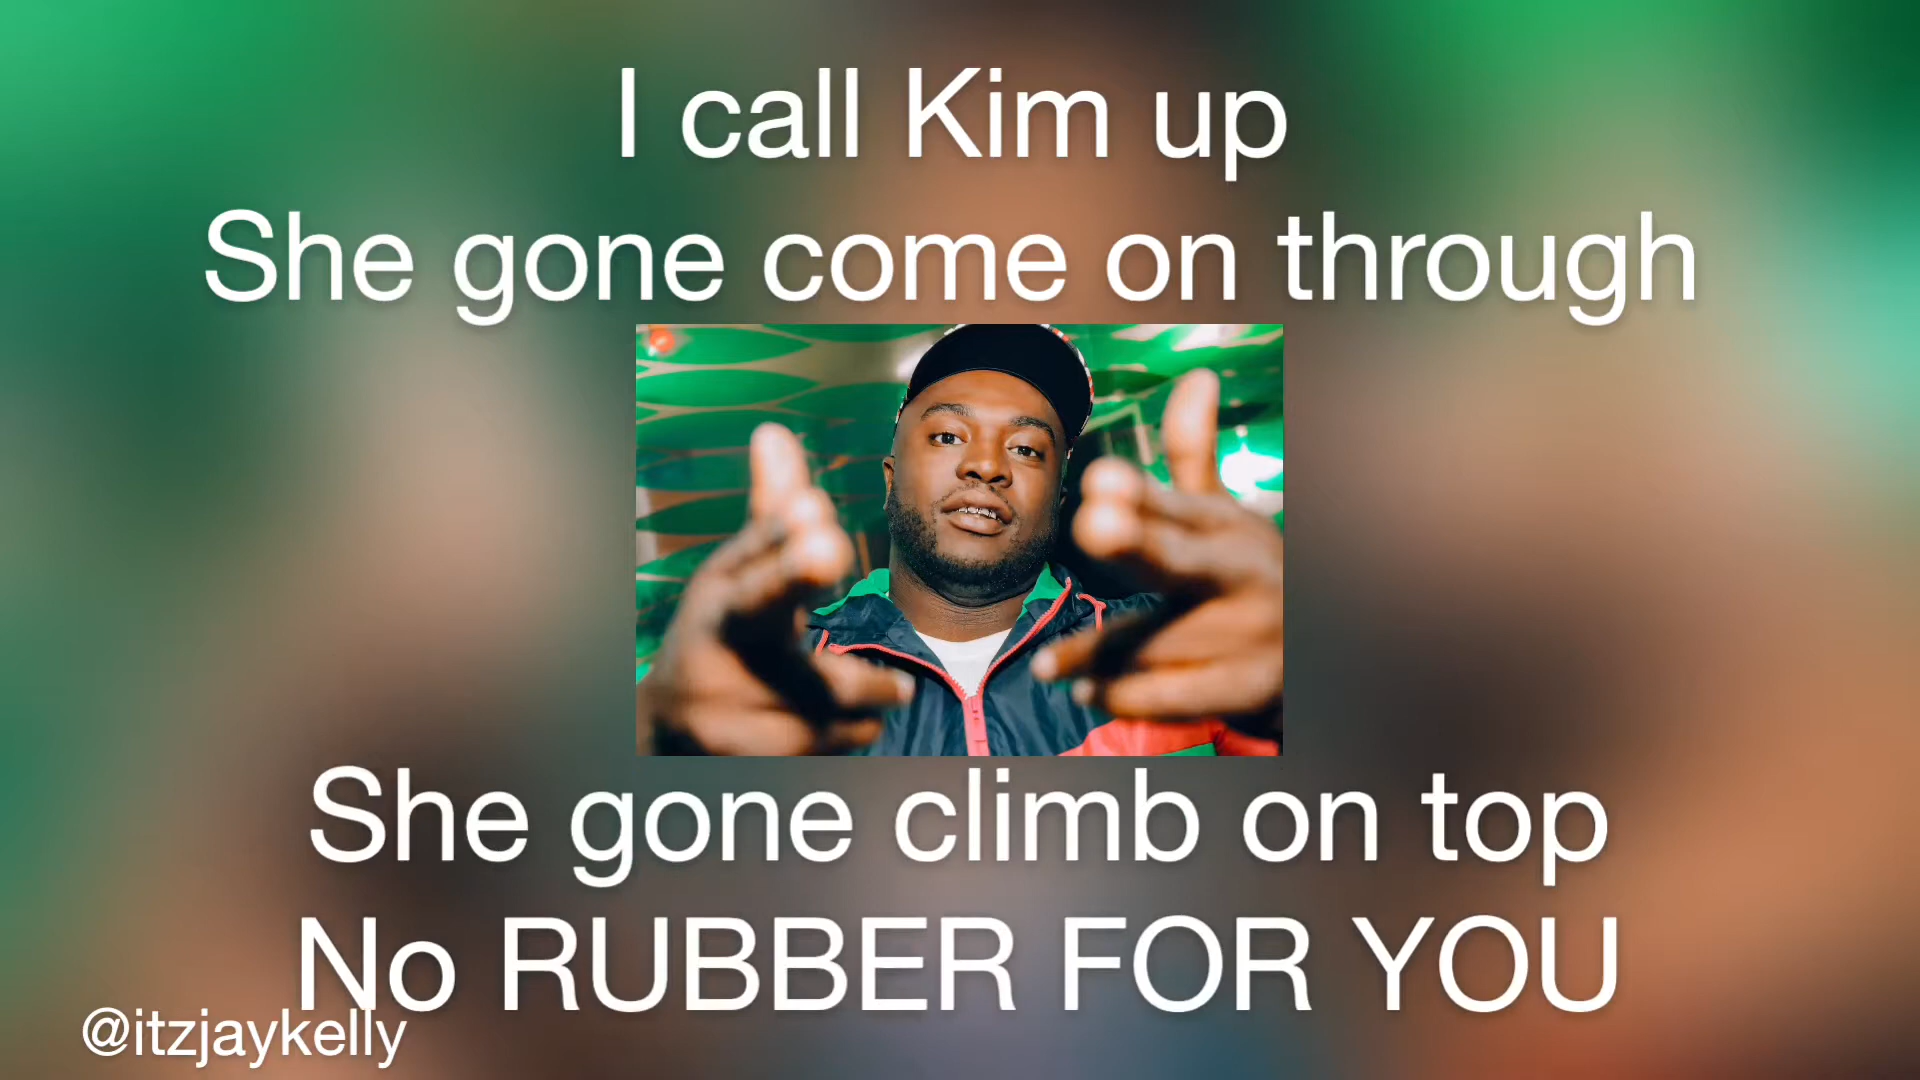 I call Kim up
She gone come on through
She gone climb on top
No RUBBER FOR YOU
@itzjaykelly